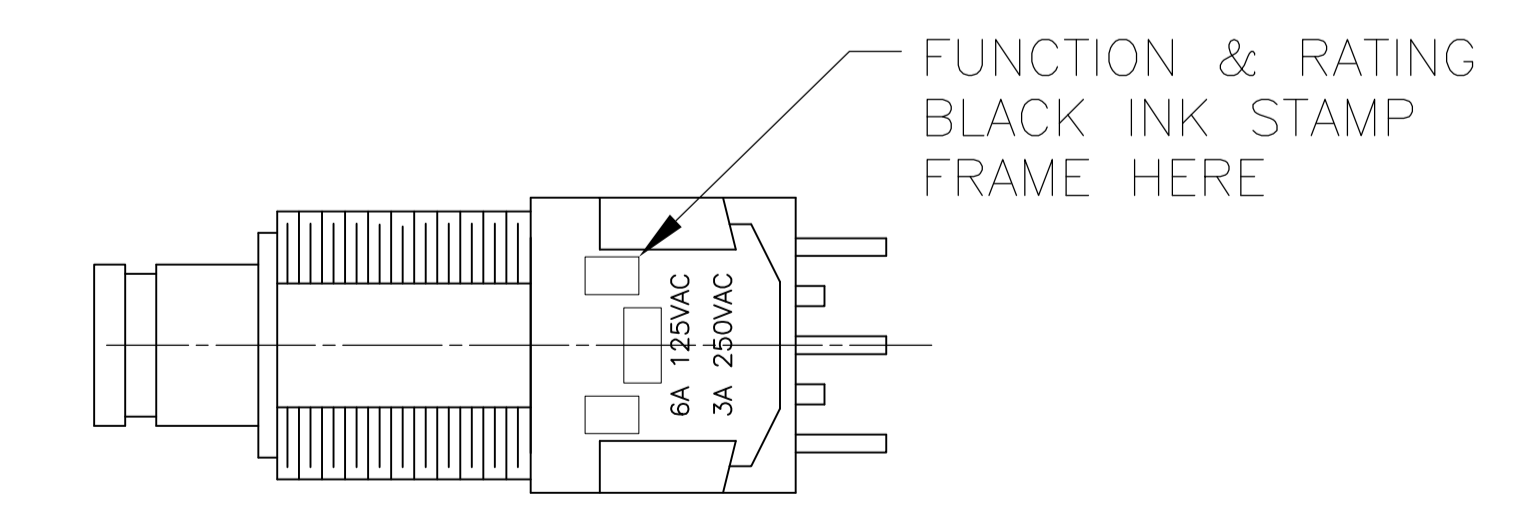 FUNCTION & RATING
BLACK INK STAMP
FRAME HERE
6A 125VAC
3A 250VAC